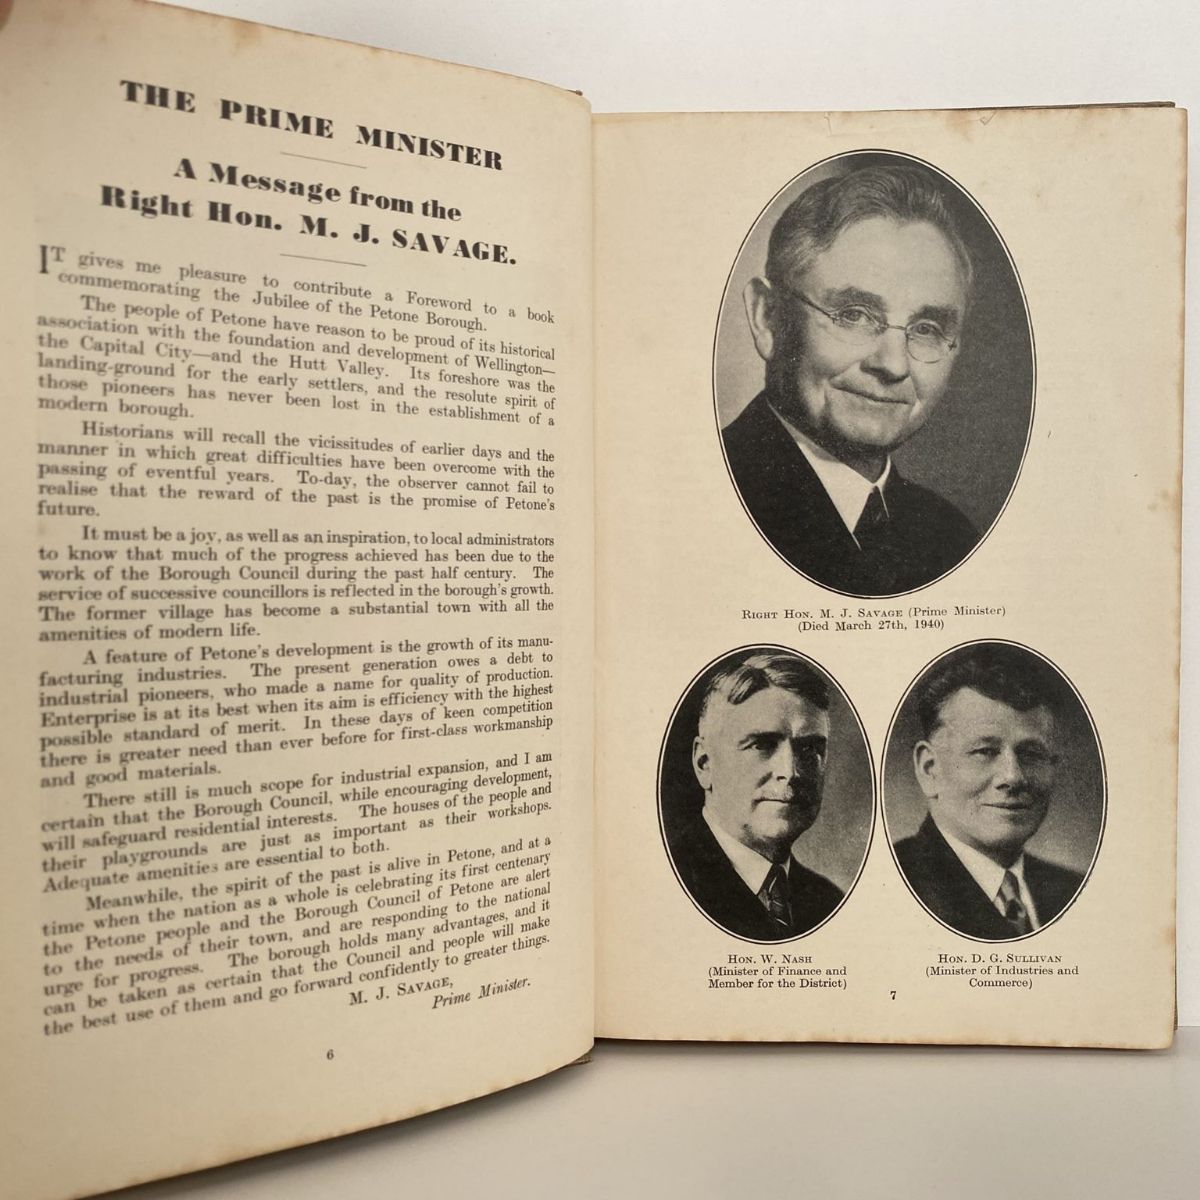 THE PRIME MINISTER
A Message from the
Right Hon. M. J. SAVAGE.
IT gives me pleasure to contribute a Foreword to a book
commemorating the Jubilee of the Petone Borough.
The people of Petone have reason to be proud of its historical
association with the foundation and development of Wellington—
the Capital City—and the Hutt Valley. Its foreshore was the
landing-ground for the early settlers, and the resolute spirit of
those pioneers has never been lost in the establishment of a
modern borough.
Historians will recall the vicissitudes of earlier days and the
manner in which great difficulties have been overcome with the
passing of eventful years. To-day, the observer cannot fail to
realise that the reward of the past is the promise of Petone's
future.
It must be a joy, as well as an inspiration, to local administrators
to know that much of the progress achieved has been due to the
work of the Borough Council during the past half century. The
service of successive councillors is reflected in the borough's growth.
The former village has become a substantial town with all the
amenities of modern life.
A feature of Petone's development is the growth of its manu-
facturing industries. The present generation owes a debt to
industrial pioneers, who made a name for quality of production.
Enterprise is at its best when its aim is efficiency with the highest
possible standard of merit. In these days of keen competition
there is greater need than ever before for first-class workmanship
and good materials.
There still is much scope for industrial expansion, and I am
certain that the Borough Council, while encouraging development,
will safeguard residential interests. The houses of the people and
their playgrounds are just as important as their workshops.
Adequate amenities are essential to both.
Meanwhile, the spirit of the past is alive in Petone, and at a
time when the nation as a whole is celebrating its first centenary
the Petone people and the Borough Council of Petone are alert
to the needs of their town, and are responding to the national
urge for progress. The borough holds many advantages, and it
can be taken as certain that the Council and people will make
the best use of them and go forward confidently to greater things.
M. J. SAVAGE,
Prime Minister.
6
RIGHT HON. M. J. SAVAGE (Prime Minister)
(Died March 27th, 1940)
HON. W. NASH
(Minister of Finance and
Member for the District)
HON. D. G. SULLIVAN
(Minister of Industries and
Commerce)
7